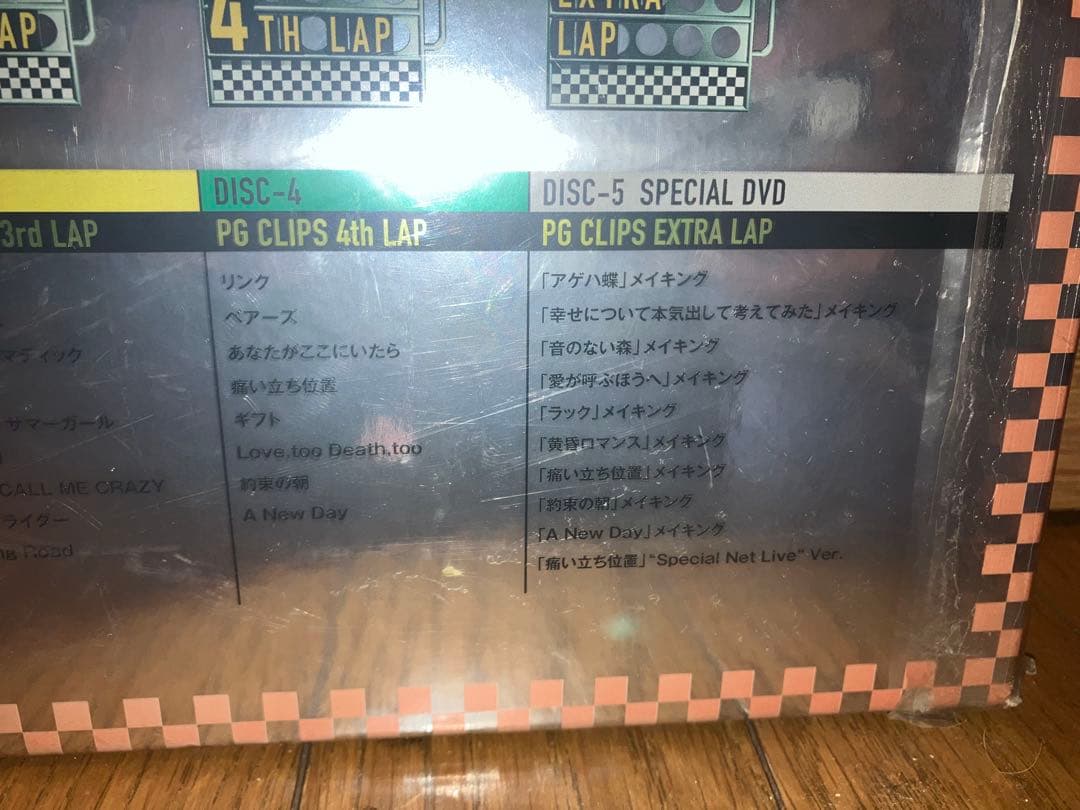 AP
4TH LAP
EXTRA
LAP
DISC-4
DISC-5 SPECIAL DVD
3rd LAP
PG CLIPS 4th LAP
PG CLIPS EXTRA LAP
マティック
サマーガール
CALL ME CRAZY
ライダー
ng Road
リンク
ベアーズ
あなたがここにいたら
痛い立ち位置
ギフト
Love,too Death,too
約束の朝
A New Day
「アゲハ蝶」メイキング
「幸せについて本気出して考えてみた」メイキング
「音のない森」メイキング
「愛が呼ぶほうへ」メイキング
「ラック」メイキング
「黄昏ロマンス」メイキング
「痛い立ち位置」メイキング
「約束の朝」メイキング
「A New Day」メイキング
「痛い立ち位置」“Special Net Live” Ver.